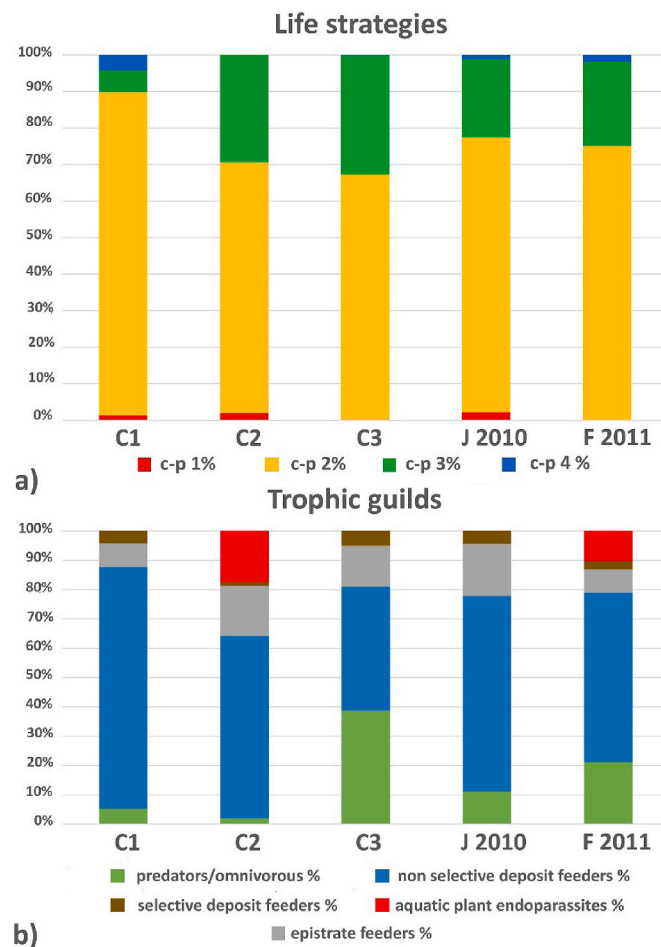 Life strategies
100%
90%
80%
70%
60%
50%
40%
30%
20%
10%
0%
C1 C2 C3 J 2010 F 2011
c-p 1% c-p 2% c-p 3% c-p 4 %
a)
Trophic guilds
100%
90%
80%
70%
60%
50%
40%
30%
20%
10%
0%
C1 C2 C3 J 2010 F 2011
predators/omnivorous % non selective deposit feeders %
selective deposit feeders % aquatic plant endoparassites %
epistrate feeders %
b)